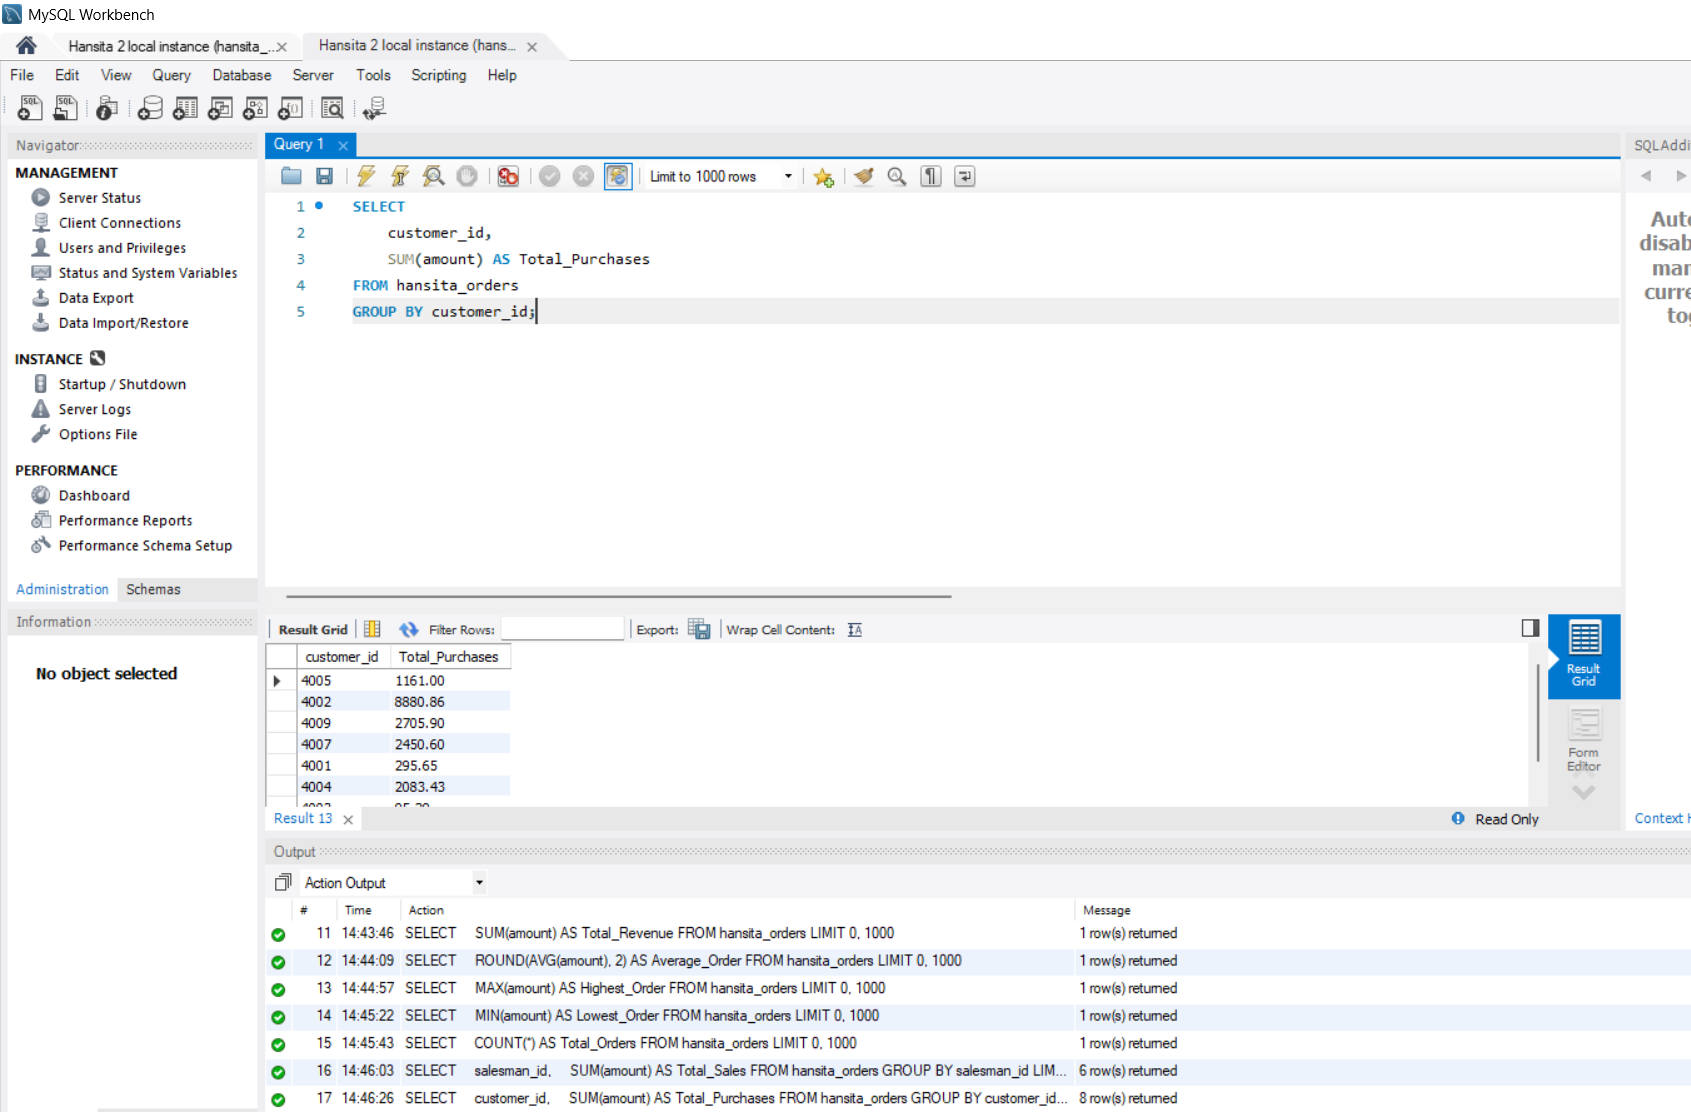 MySQL Workbench
Hansita 2 local instance (hansita_...
Hansita 2 local instance (hans...
File Edit View Query Database Server Tools Scripting Help
Navigator
MANAGEMENT
Server Status
Client Connections
Users and Privileges
Status and System Variables
Data Export
Data Import/Restore
INSTANCE
Startup / Shutdown
Server Logs
Options File
PERFORMANCE
Dashboard
Performance Reports
Performance Schema Setup
Administration Schemas
Information
No object selected
Query 1
Limit to 1000 rows
1 SELECT
2 customer_id,
3 SUM(amount) AS Total_Purchases
4 FROM hansita_orders
5 GROUP BY customer_id;
Result Grid Filter Rows: Export: Wrap Cell Content:
customer_id Total_Purchases
4005 1161.00
4002 8880.86
4009 2705.90
4007 2450.60
4001 295.65
4004 2083.43
Result Grid
Form Editor
Result 13
Read Only
SQLAddi
Auto
disab
man
curre
tog
Context H
Output
Action Output
# Time Action Message
11 14:43:46 SELECT SUM(amount) AS Total_Revenue FROM hansita_orders LIMIT 0, 1000 1 row(s) returned
12 14:44:09 SELECT ROUND(AVG(amount), 2) AS Average_Order FROM hansita_orders LIMIT 0, 1000 1 row(s) returned
13 14:44:57 SELECT MAX(amount) AS Highest_Order FROM hansita_orders LIMIT 0, 1000 1 row(s) returned
14 14:45:22 SELECT MIN(amount) AS Lowest_Order FROM hansita_orders LIMIT 0, 1000 1 row(s) returned
15 14:45:43 SELECT COUNT(*) AS Total_Orders FROM hansita_orders LIMIT 0, 1000 1 row(s) returned
16 14:46:03 SELECT salesman_id, SUM(amount) AS Total_Sales FROM hansita_orders GROUP BY salesman_id LIM... 6 row(s) returned
17 14:46:26 SELECT customer_id, SUM(amount) AS Total_Purchases FROM hansita_orders GROUP BY customer_id... 8 row(s) returned